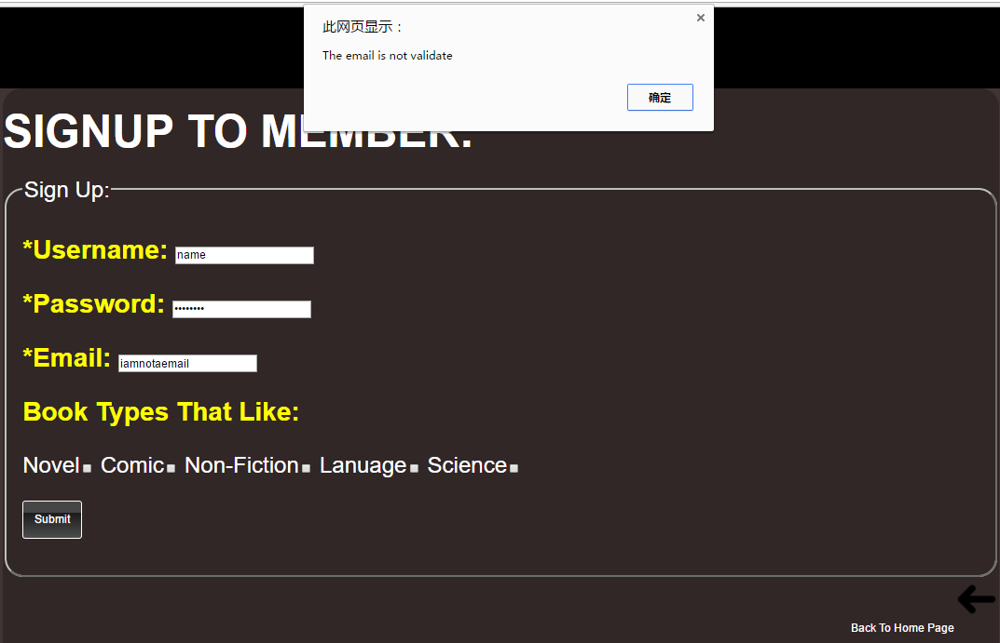 此网页显示：
The email is not validate
确定
SIGNUP TO MEMBER.
Sign Up:
*Username: name
*Password: ••••••••
*Email: iamnotaemail
Book Types That Like:
Novel Comic Non-Fiction Lanuage Science
Submit
Back To Home Page